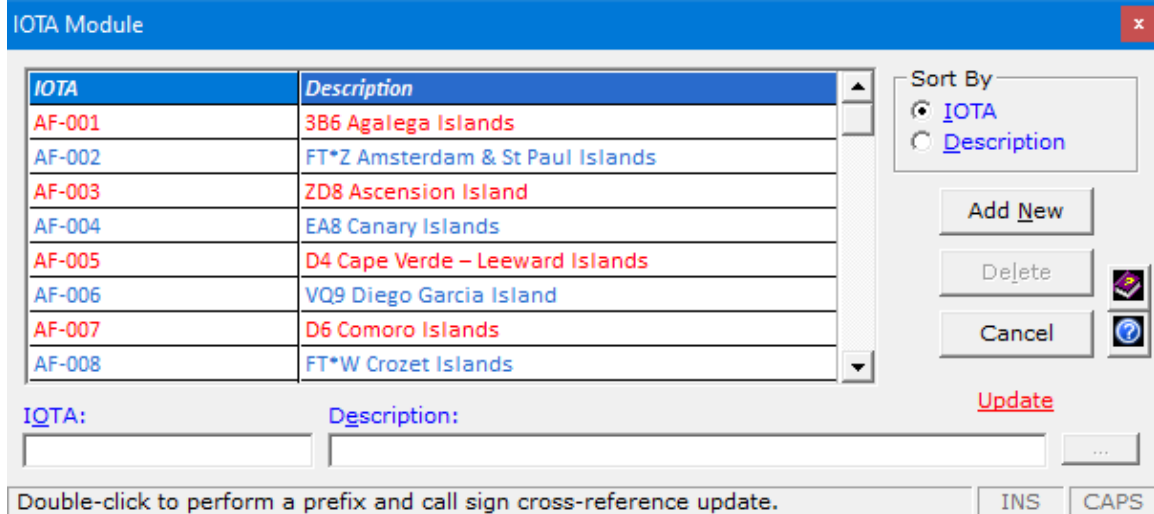 IOTA Module
x
IOTA Description
AF-001 3B6 Agalega Islands
AF-002 FT*Z Amsterdam & St Paul Islands
AF-003 ZD8 Ascension Island
AF-004 EA8 Canary Islands
AF-005 D4 Cape Verde – Leeward Islands
AF-006 VQ9 Diego Garcia Island
AF-007 D6 Comoro Islands
AF-008 FT*W Crozet Islands
Sort By
IOTA
Description
Add New
Delete
Cancel
Update
IOTA: Description:
...
Double-click to perform a prefix and call sign cross-reference update. INS CAPS